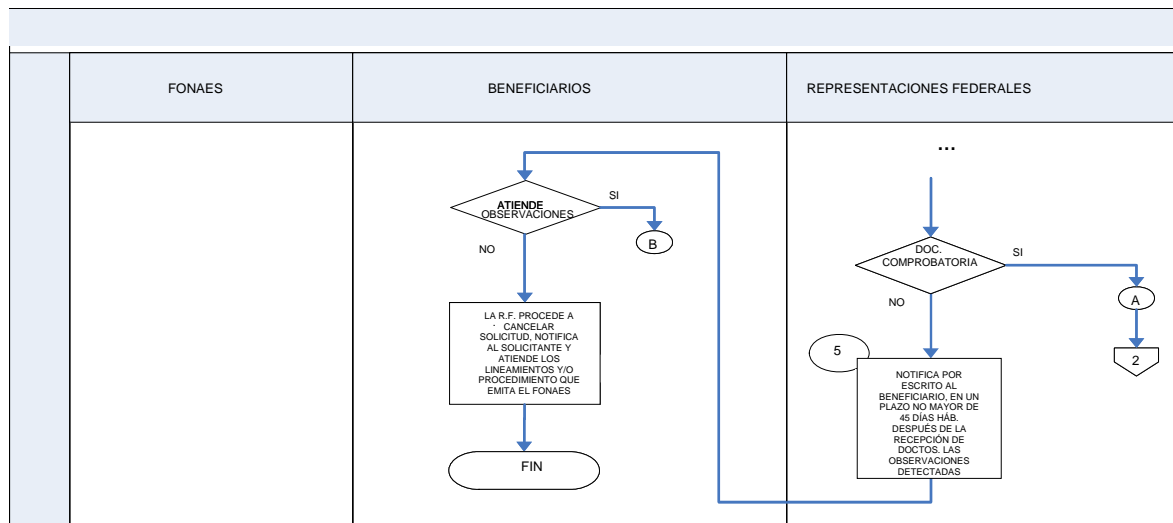 FONAES
BENEFICIARIOS
REPRESENTACIONES FEDERALES
ATIENDE
OBSERVACIONES
SI
B
NO
LA R.F. PROCEDE A
CANCELAR
SOLICITUD, NOTIFICA
AL SOLICITANTE Y
ATIENDE LOS
LINEAMIENTOS Y/O
PROCEDIMIENTO QUE
EMITA EL FONAES
FIN
...
DOC.
COMPROBATORIA
SI
A
2
NO
5
NOTIFICA POR
ESCRITO AL
BENEFICIARIO, EN UN
PLAZO NO MAYOR DE
45 DÍAS HÁB.
DESPUÉS DE LA
RECEPCIÓN DE
DOCTOS. LAS
OBSERVACIONES
DETECTADAS